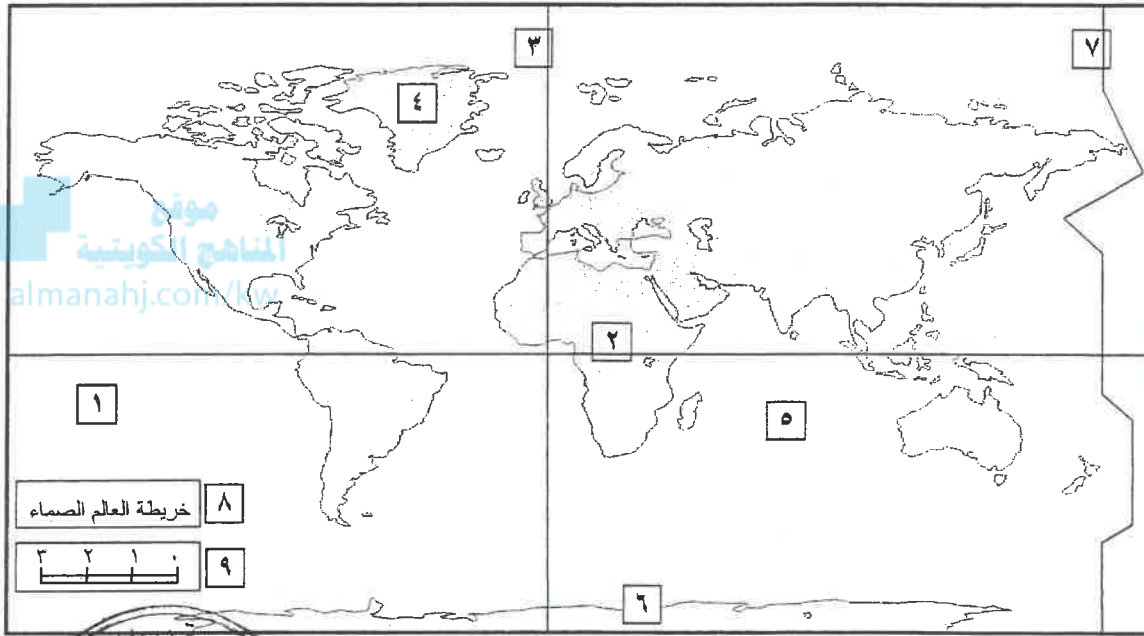 ٣
٧
٤
موقع
المناهج الكويتية
almanahj.com/kw
٢
١
٥
خريطة العالم الصماء
٨
٣ ٢ ١ ٠
٩
٦